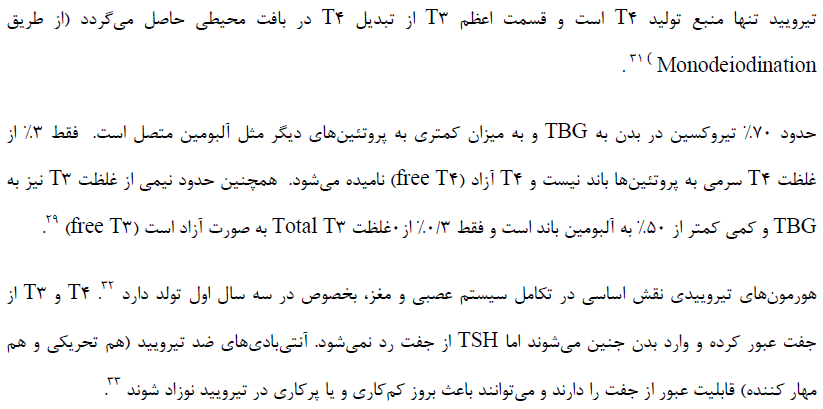 تیرویید تنها منبع تولید T۴ است و قسمت اعظم T۳ از تبدیل T۴ در بافت محیطی حاصل می‌گردد (از طریق
Monodeiodination) ۳۱.
حدود ۷۰٪ تیروکسین در بدن به TBG و به میزان کمتری به پروتئین‌های دیگر مثل آلبومین متصل است. فقط ۳٪ از
غلظت T۴ سرمی به پروتئن‌ها باند نیست و T۴ آزاد (free T۴) نامیده می‌شود. همچنین حدود نیمی از غلظت T۳ نیز به
TBG و کمی کمتر از ۵۰٪ به آلبومین باند است و فقط ۰/۳٪ از۰غلظت Total T۳ به صورت آزاد است (free T۳) ۲۹.
هورمون‌های تیروییدی نقش اساسی در تکامل سیستم عصبی و مغز، بخصوص در سه سال اول تولد دارد ۳۲. T۴ و T۳ از
جفت عبور کرده و وارد بدن جنین می‌شوند اما TSH از جفت رد نمی‌شود. آنتی‌بادی‌های ضد تیرویید (هم تحریکی و هم
مهار کننده) قابلیت عبور از جفت را دارند و می‌توانند باعث بروز کم‌کاری و یا پرکاری در تیرویید نوزاد شوند ۳۳.